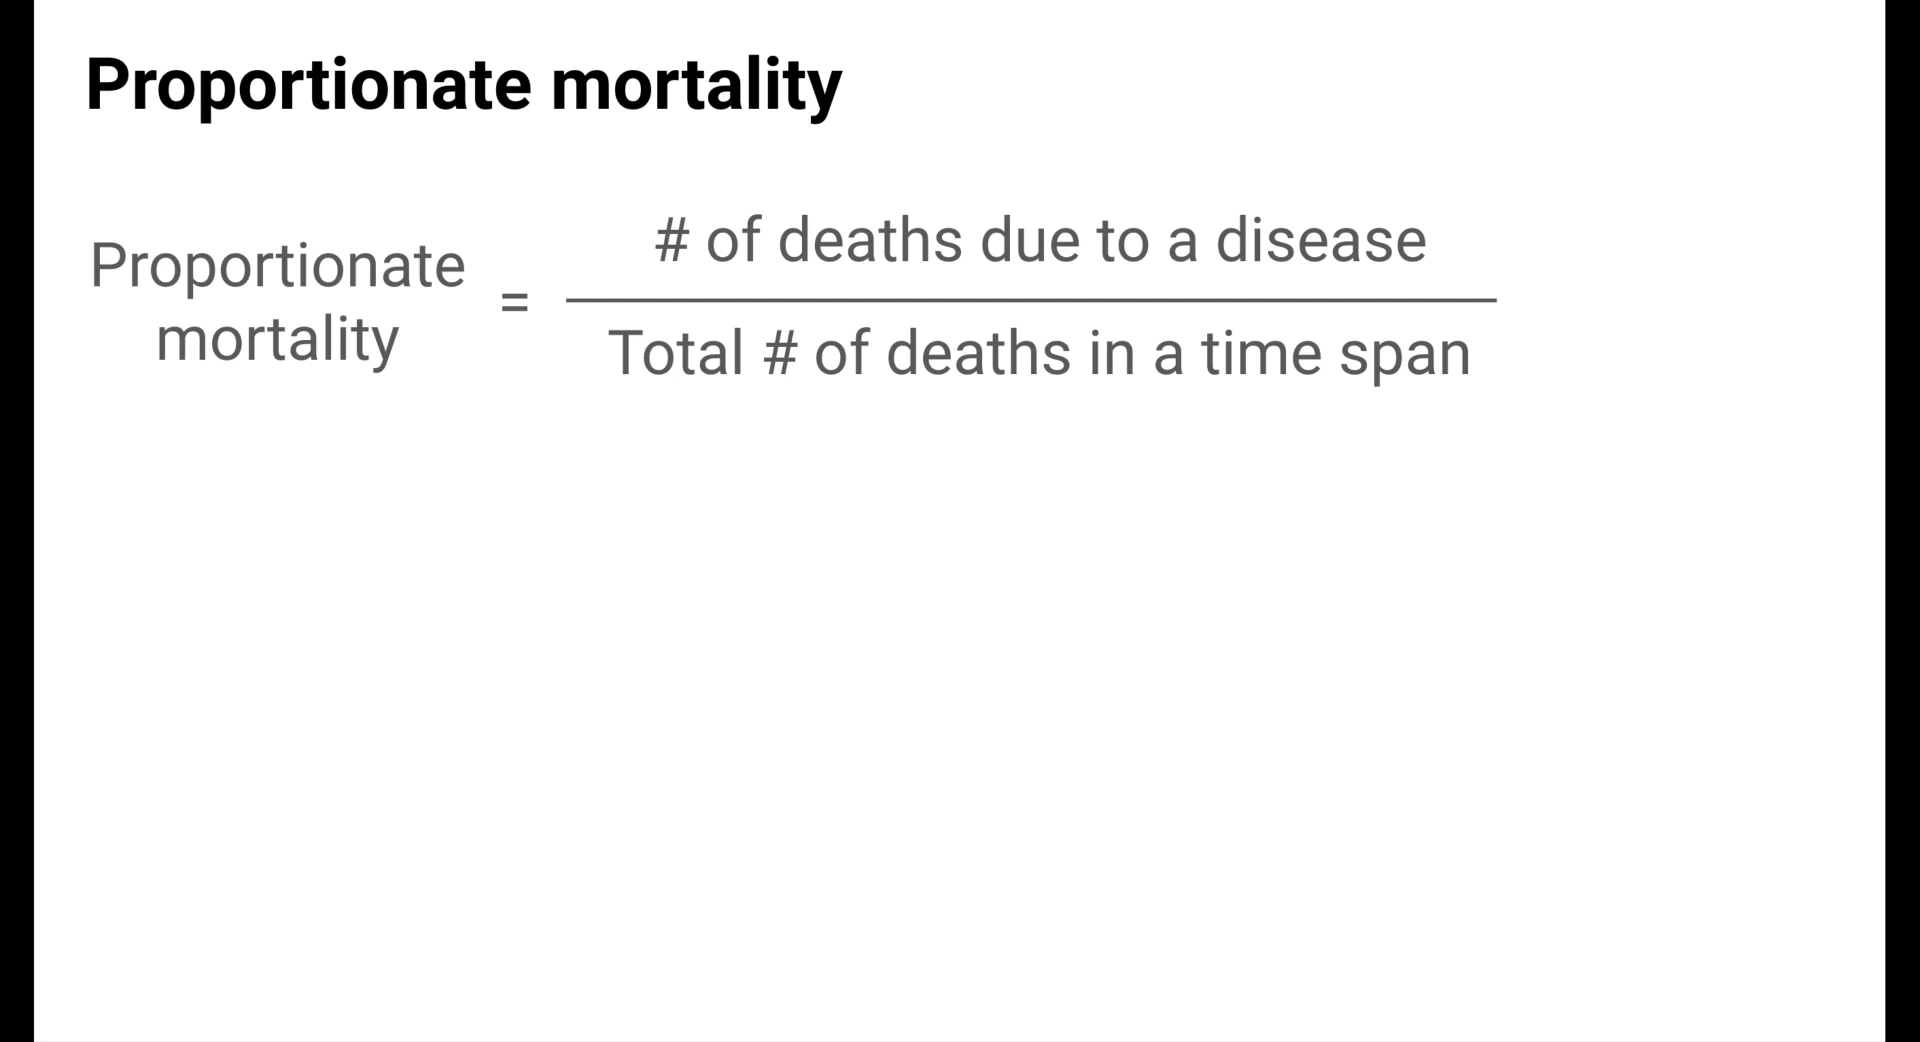 Proportionate mortality
Proportionate
mortality
=
# of deaths due to a disease
Total # of deaths in a time span